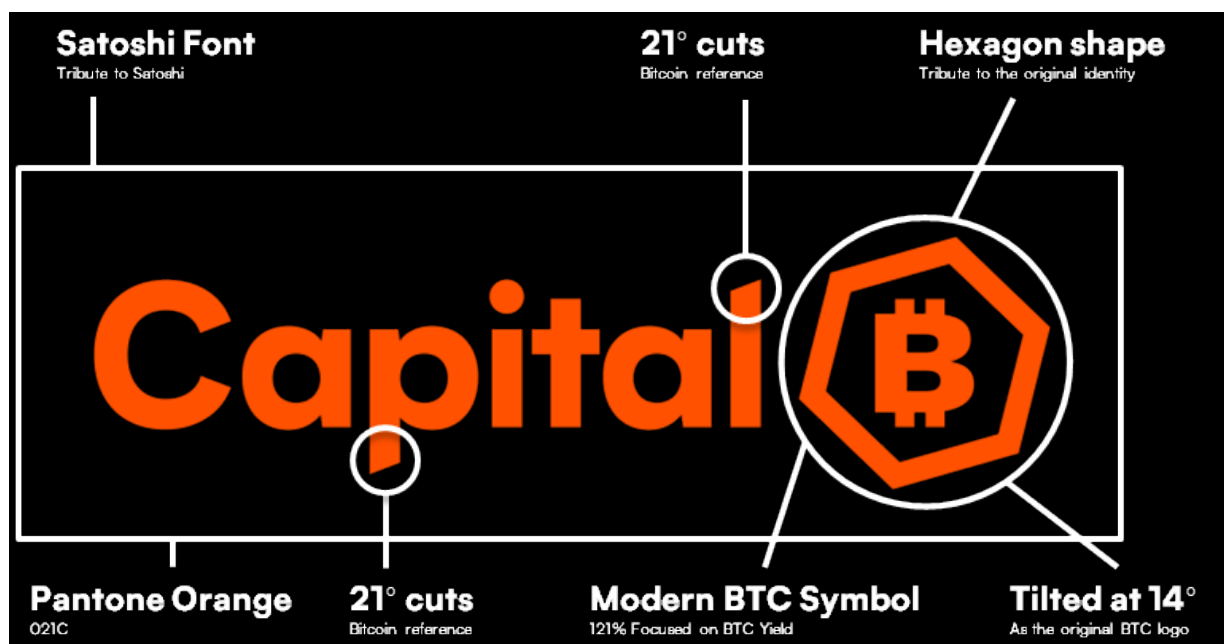 Satoshi Font
Tribute to Satoshi
21° cuts
Bitcoin reference
Hexagon shape
Tribute to the original identity
Capital B
Pantone Orange
021C
21° cuts
Bitcoin reference
Modern BTC Symbol
121% Focused on BTC Yield
Tilted at 14°
As the original BTC logo